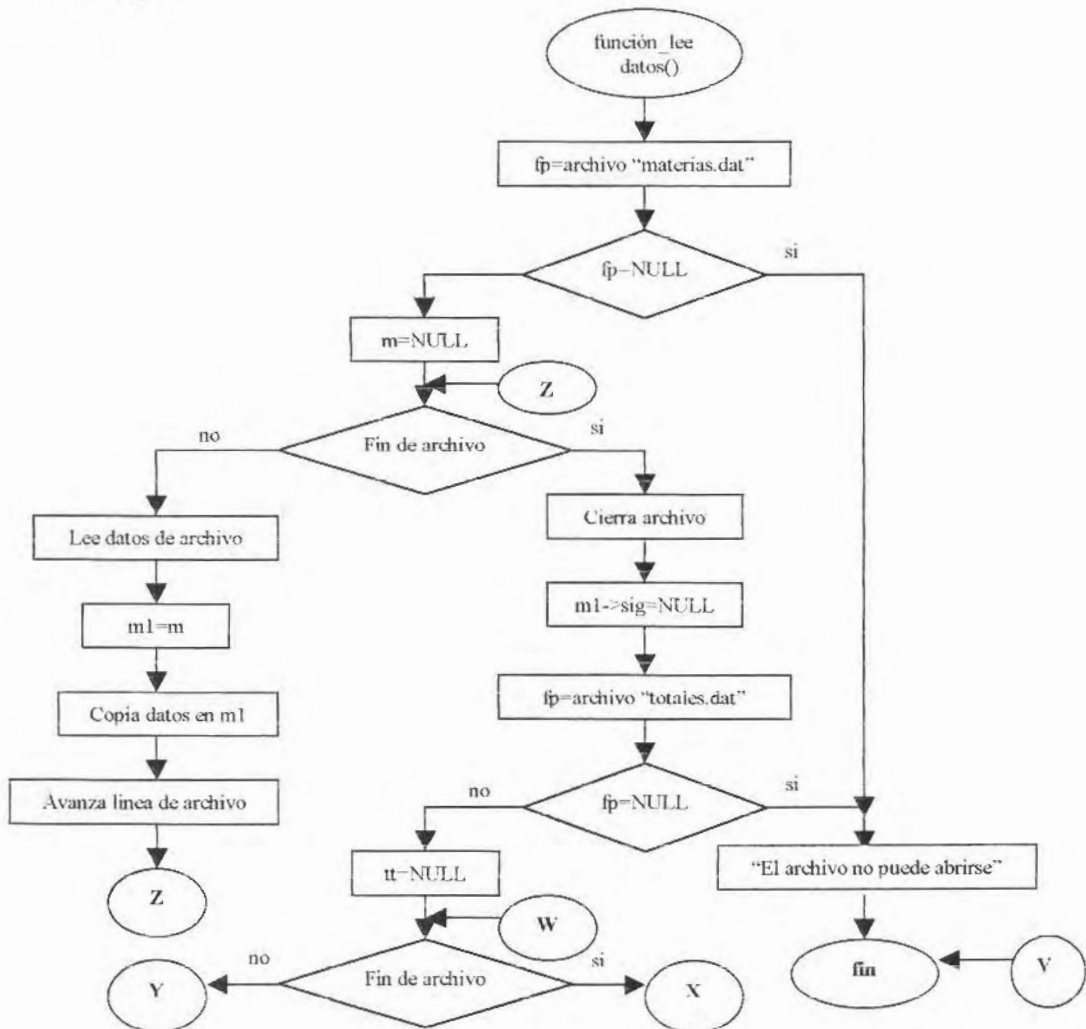 función_lee
datos()
fp=archivo “materias.dat”
fp=NULL
si
m=NULL
Z
Fin de archivo
no
si
Lee datos de archivo
Cierra archivo
m1=m
m1->sig=NULL
Copia datos en m1
fp=archivo “totales.dat”
Avanza linea de archivo
fp=NULL
no
si
Z
tt=NULL
“El archivo no puede abrirse”
W
Fin de archivo
no
si
Y
X
fin
V